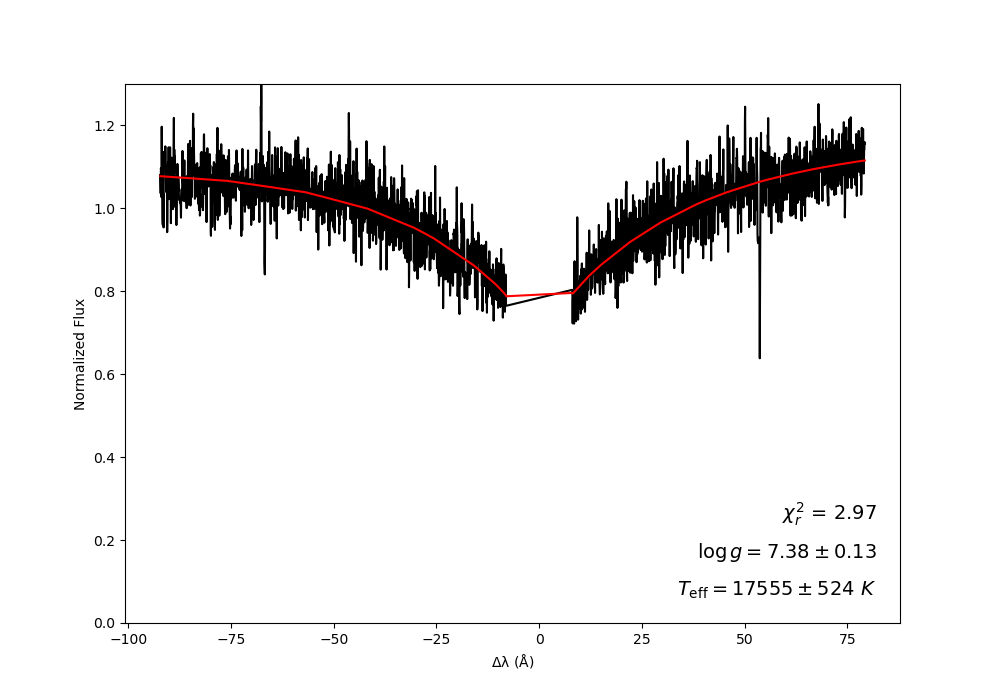 1.2
1.0
0.8
0.6
0.4
0.2
0.0
Normalized Flux
χ²ᵣ = 2.97
log g = 7.38 ± 0.13
T_eff = 17555 ± 524 K
−100 −75 −50 −25 0 25 50 75
Δλ (Å)